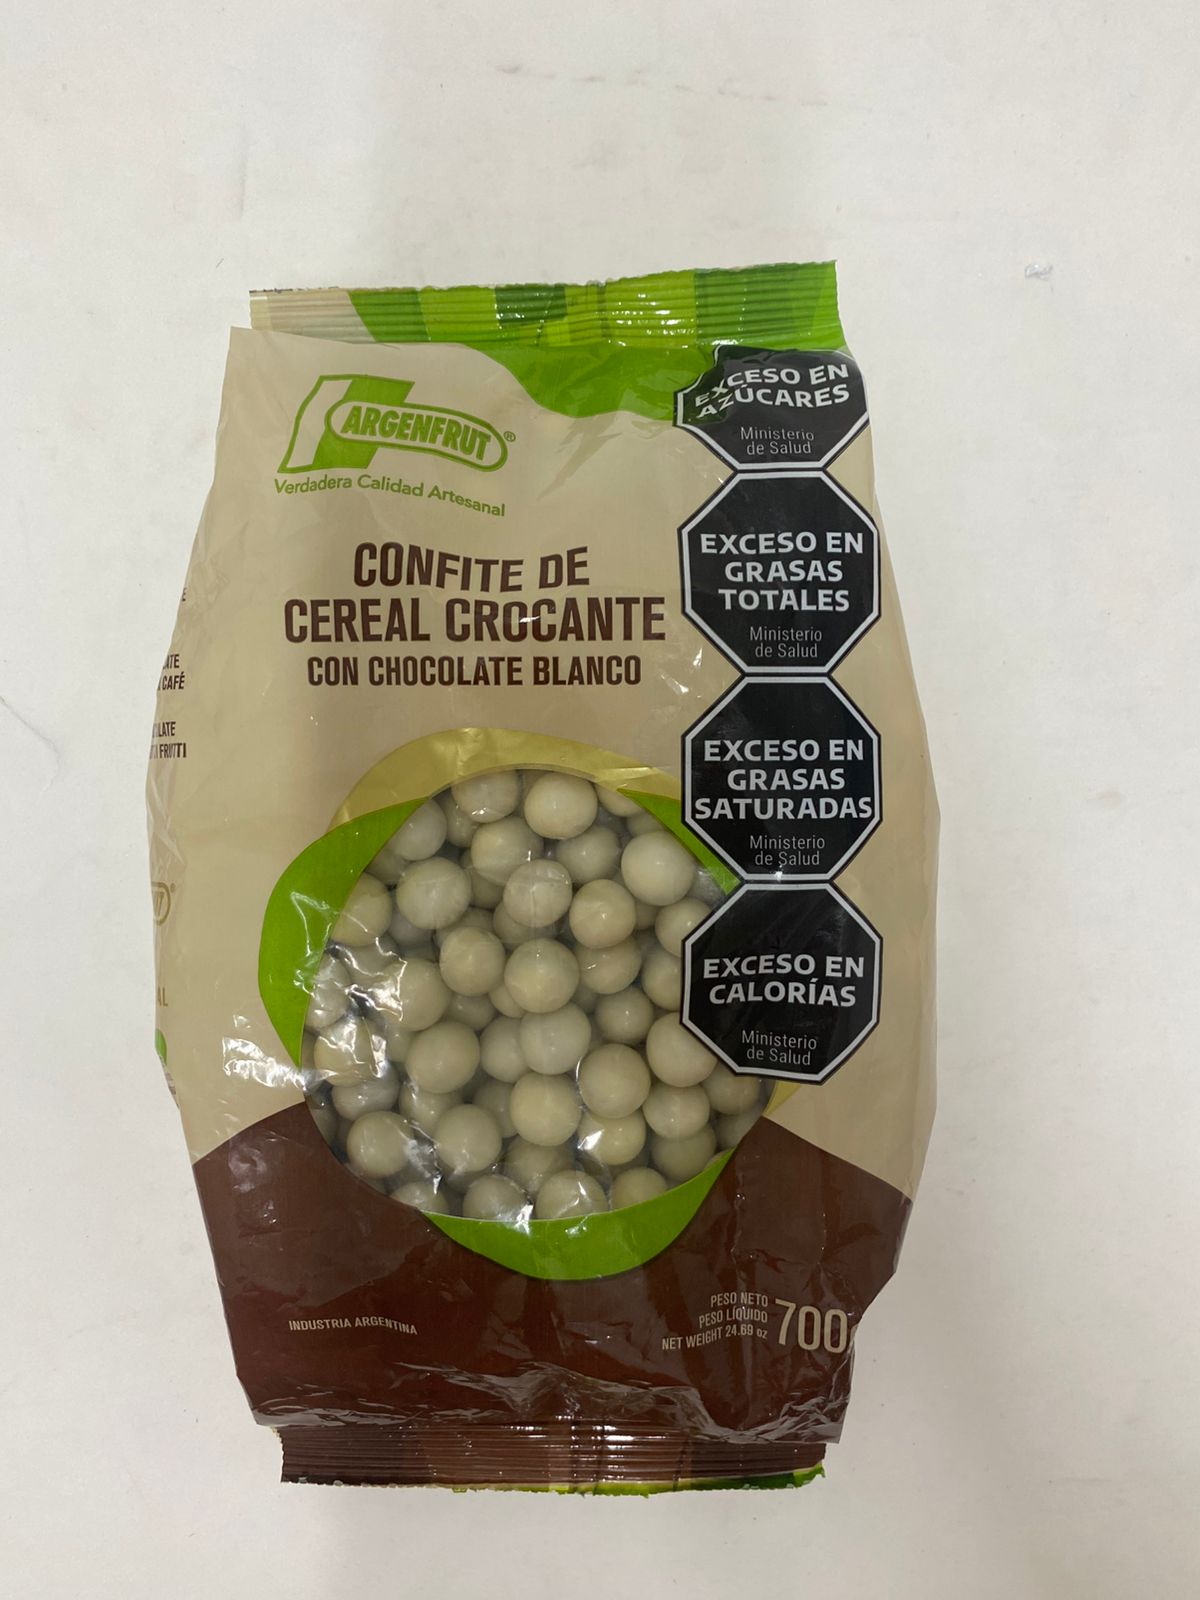 ARGENFRUT®
Verdadera Calidad Artesanal
CONFITE DE
CEREAL CROCANTE
CON CHOCOLATE BLANCO
EXCESO EN
AZÚCARES
Ministerio
de Salud
EXCESO EN
GRASAS
TOTALES
Ministerio
de Salud
EXCESO EN
GRASAS
SATURADAS
Ministerio
de Salud
EXCESO EN
CALORÍAS
Ministerio
de Salud
CAFÉ
INDUSTRIA ARGENTINA
PESO NETO
PESO LÍQUIDO
NET WEIGHT 24.69 oz
700